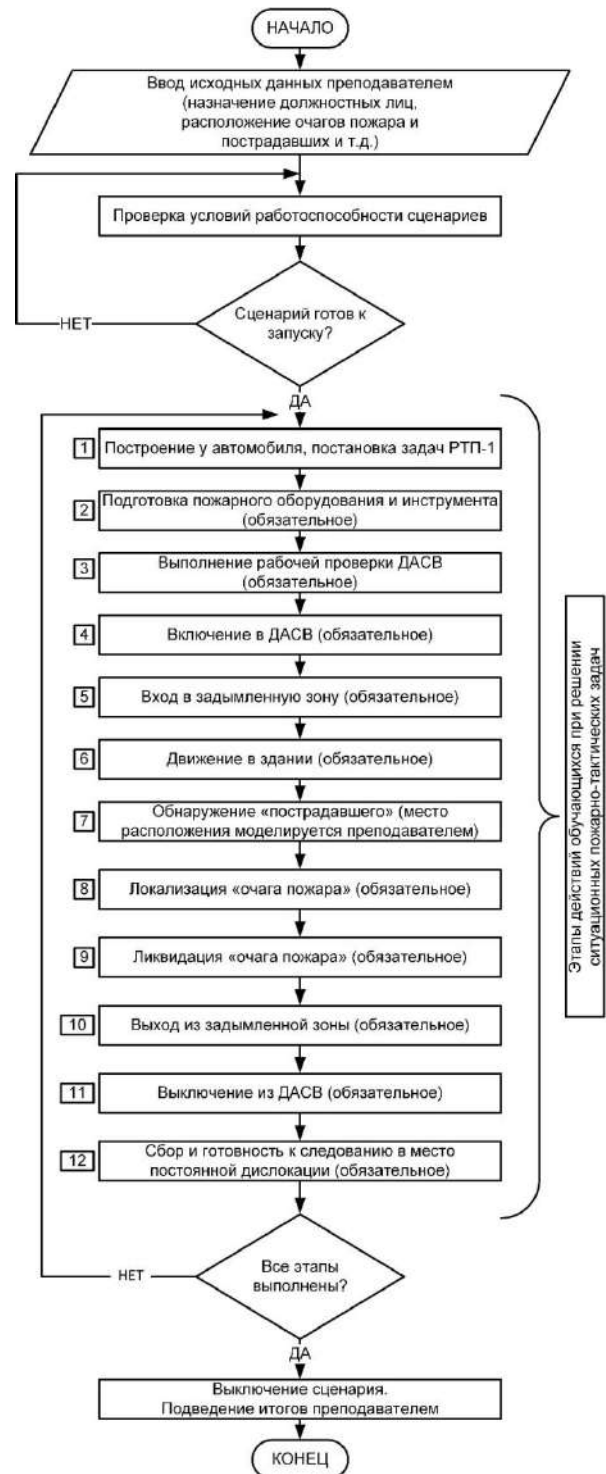 НАЧАЛО
Ввод исходных данных преподавателем
(назначение должностных лиц,
расположение очагов пожара и
пострадавших и т.д.)
Проверка условий работоспособности сценариев
Сценарий готов к
запуску?
НЕТ
ДА
1 Построение у автомобиля, постановка задач РТП-1
2 Подготовка пожарного оборудования и инструмента
(обязательное)
3 Выполнение рабочей проверки ДАСВ
(обязательное)
4 Включение в ДАСВ (обязательное)
5 Вход в задымленную зону (обязательное)
6 Движение в здании (обязательное)
7 Обнаружение «пострадавшего» (место
расположения моделируется преподавателем)
8 Локализация «очага пожара» (обязательное)
9 Ликвидация «очага пожара» (обязательное)
10 Выход из задымленной зоны (обязательное)
11 Выключение из ДАСВ (обязательное)
12 Сбор и готовность к следованию в место
постоянной дислокации (обязательное)
Этапы действий обучающихся при решении
ситуационных пожарно-тактических задач
Все этапы
выполнены?
НЕТ
ДА
Выключение сценария.
Подведение итогов преподавателем
КОНЕЦ